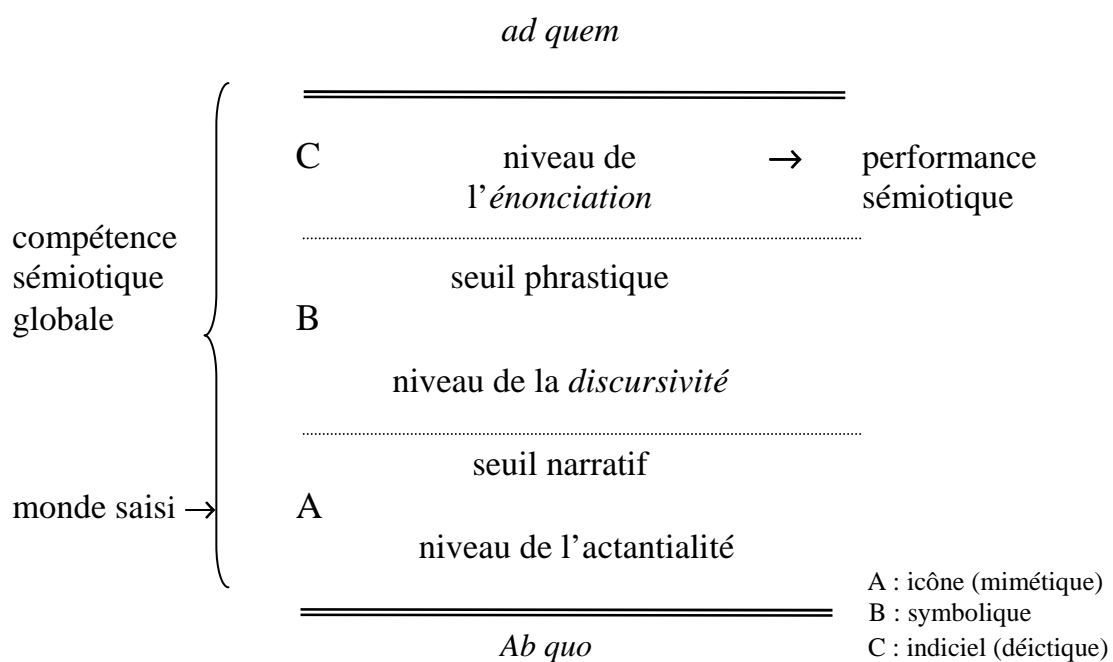 ad quem
C
niveau de
l’énonciation
→
performance
sémiotique
compétence
sémiotique
globale
seuil phrastique
B
niveau de la discursivité
seuil narratif
monde saisi →
A
niveau de l’actantialité
Ab quo
A : icône (mimétique)
B : symbolique
C : indiciel (déictique)